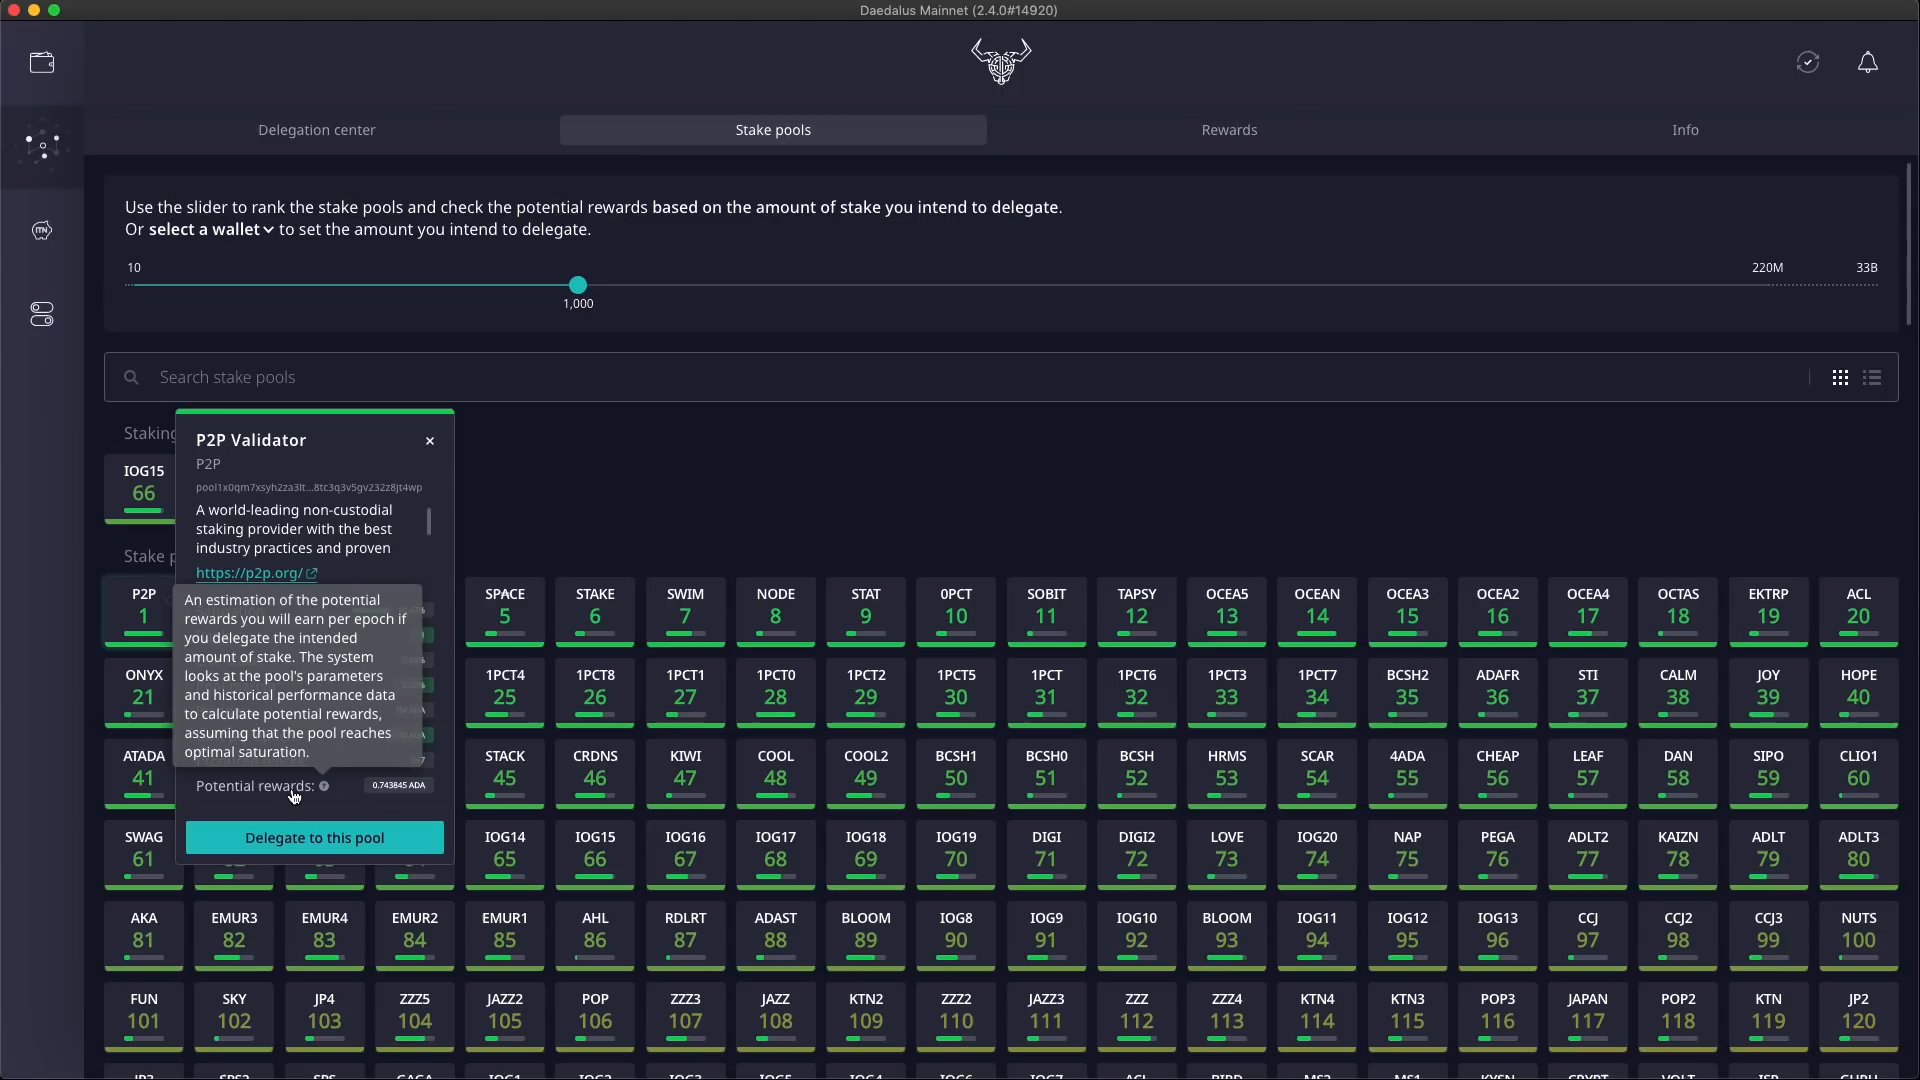 Daedalus Mainnet (2.4.0#14920)
Delegation center
Stake pools
Rewards
Info
Use the slider to rank the stake pools and check the potential rewards based on the amount of stake you intend to delegate.
Or select a wallet to set the amount you intend to delegate.
10
220M
33B
1,000
Search stake pools
Staking
IOG15
66
P2P Validator
P2P
pool1x0qm7xsyh2za3lt...8tc3q3v5gv232z8jt4wp
A world-leading non-custodial
staking provider with the best
industry practices and proven
https://p2p.org/
An estimation of the potential
rewards you will earn per epoch if
you delegate the intended
amount of stake. The system
looks at the pool's parameters
and historical performance data
to calculate potential rewards,
assuming that the pool reaches
optimal saturation.
Potential rewards: ?
0.743845 ADA
Delegate to this pool
Stake p
P2P SPACE STAKE SWIM NODE STAT 0PCT SOBIT TAPSY OCEA5 OCEAN OCEA3 OCEA2 OCEA4 OCTAS EKTRP ACL
1 5 6 7 8 9 10 11 12 13 14 15 16 17 18 19 20
ONYX 1PCT4 1PCT8 1PCT1 1PCT0 1PCT2 1PCT5 1PCT 1PCT6 1PCT3 1PCT7 BCSH2 ADAFR STI CALM JOY HOPE
21 25 26 27 28 29 30 31 32 33 34 35 36 37 38 39 40
ATADA STACK CRDNS KIWI COOL COOL2 BCSH1 BCSH0 BCSH HRMS SCAR 4ADA CHEAP LEAF DAN SIPO CLIO1
41 45 46 47 48 49 50 51 52 53 54 55 56 57 58 59 60
SWAG IOG14 IOG15 IOG16 IOG17 IOG18 IOG19 DIGI DIGI2 LOVE IOG20 NAP PEGA ADLT2 KAIZN ADLT ADLT3
61 65 66 67 68 69 70 71 72 73 74 75 76 77 78 79 80
AKA EMUR3 EMUR4 EMUR2 EMUR1 AHL RDLRT ADAST BLOOM IOG8 IOG9 IOG10 BLOOM IOG11 IOG12 IOG13 CCJ CCJ2 CCJ3 NUTS
81 82 83 84 85 86 87 88 89 90 91 92 93 94 95 96 97 98 99 100
FUN SKY JP4 ZZZ5 JAZZ2 POP ZZZ3 JAZZ KTN2 ZZZ2 JAZZ3 ZZZ ZZZ4 KTN4 KTN3 POP3 JAPAN POP2 KTN JP2
101 102 103 104 105 106 107 108 109 110 111 112 113 114 115 116 117 118 119 120